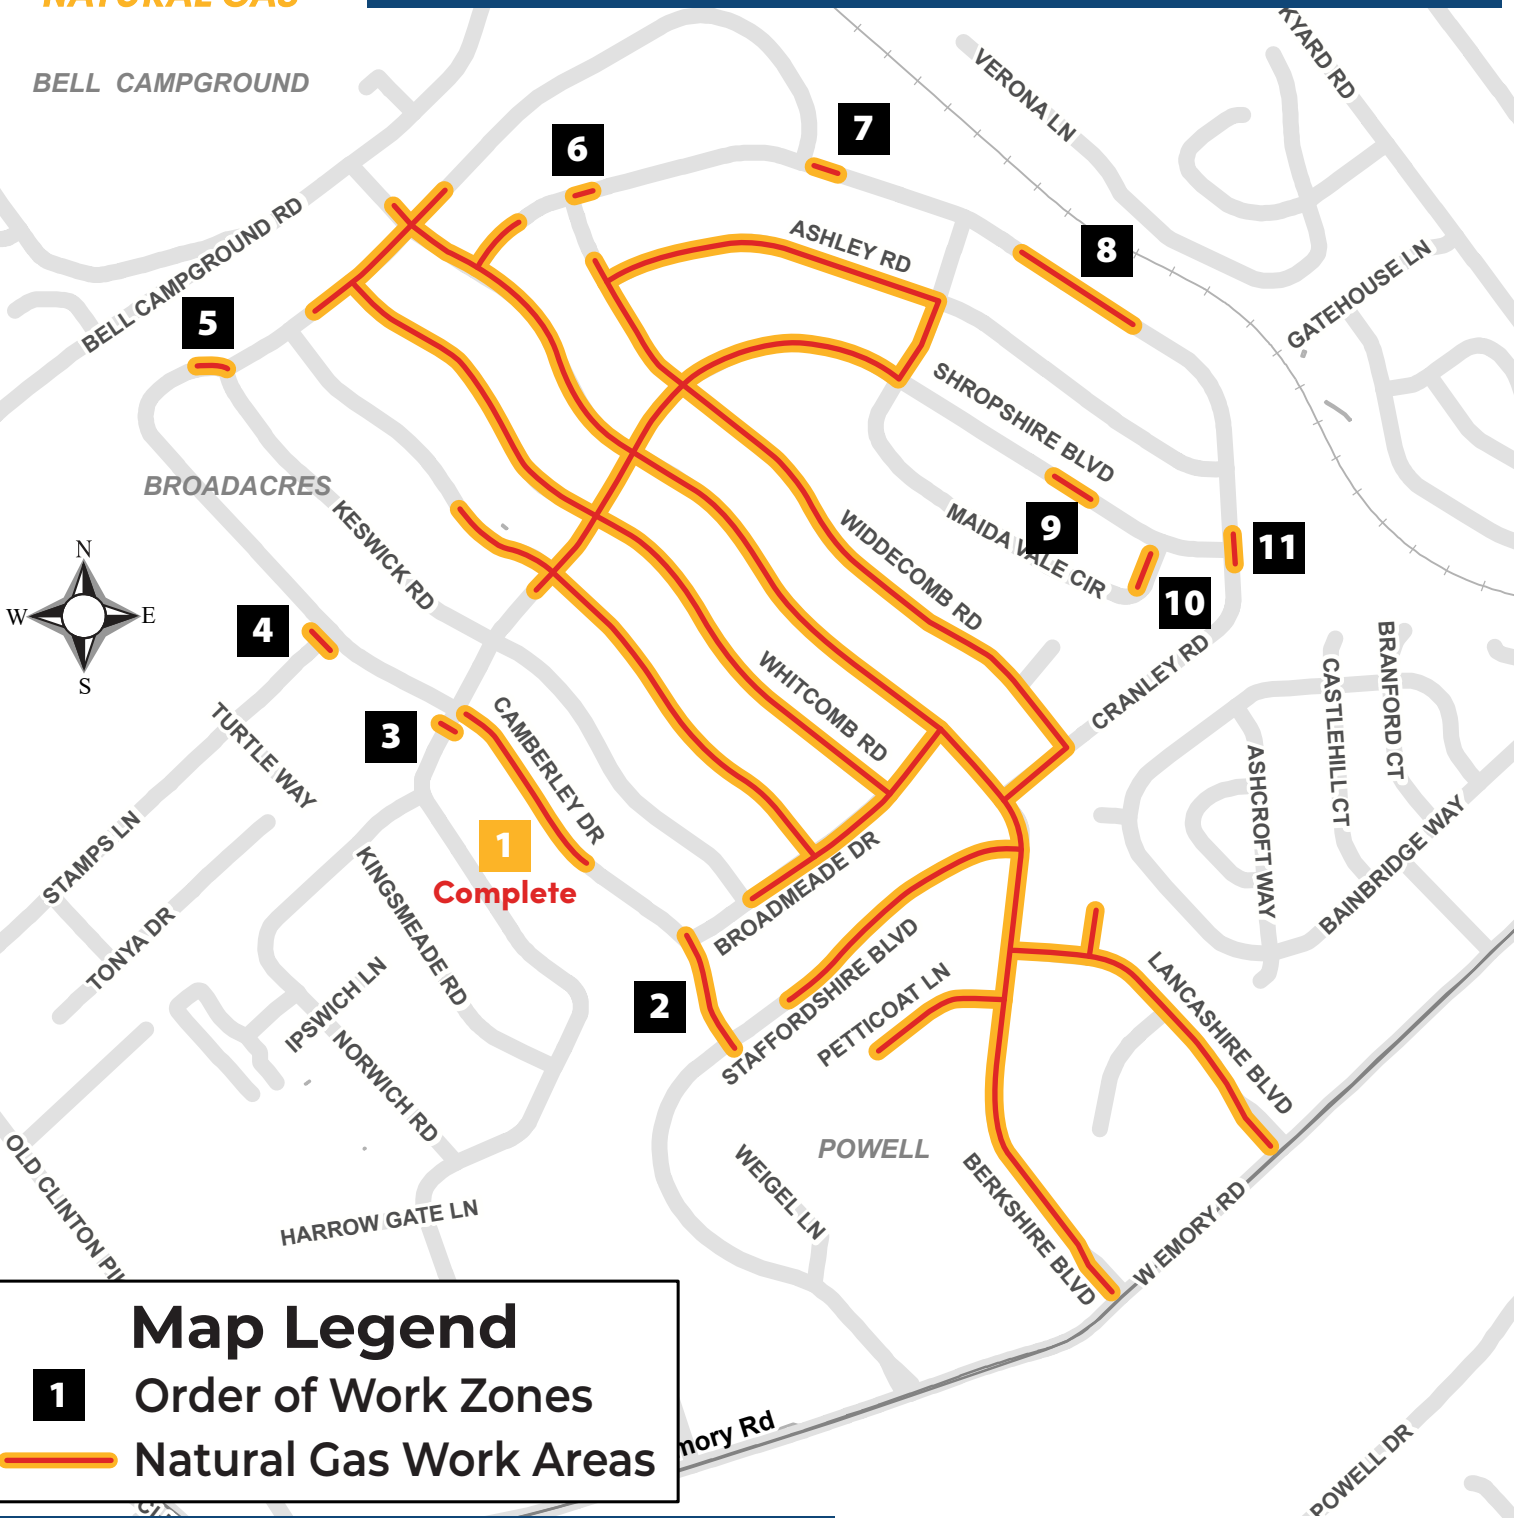 NATURAL GAS
BELL CAMPGROUND
VERONA LN
KYARD RD
7
6
ASHLEY RD
8
BELL CAMPGROUND RD
GATEHOUSE LN
5
SHROPSHIRE BLVD
BROADACRES
KESWICK RD
WIDDECOMB RD
MAIDA VALE CIR
9
11
10
N
W
E
S
4
CRANLEY RD
BRANFORD CT
CASTLEHILL CT
WHITCOMB RD
TURTLE WAY
3
CAMBERLEY DR
ASHCROFT WAY
BAINBRIDGE WAY
1
Complete
STAMPS LN
KINGSMEADE RD
BROADMEADE DR
TONYA DR
STAFFORDSHIRE BLVD
PETTICOAT LN
LANCASHIRE BLVD
IPSWICH LN
2
NORWICH RD
OLD CLINTON PI
WEIGEL LN
POWELL
BERKSHIRE BLVD
HARROW GATE LN
W EMORY RD
Map Legend
1 Order of Work Zones
Natural Gas Work Areas
mory Rd
POWELL DR